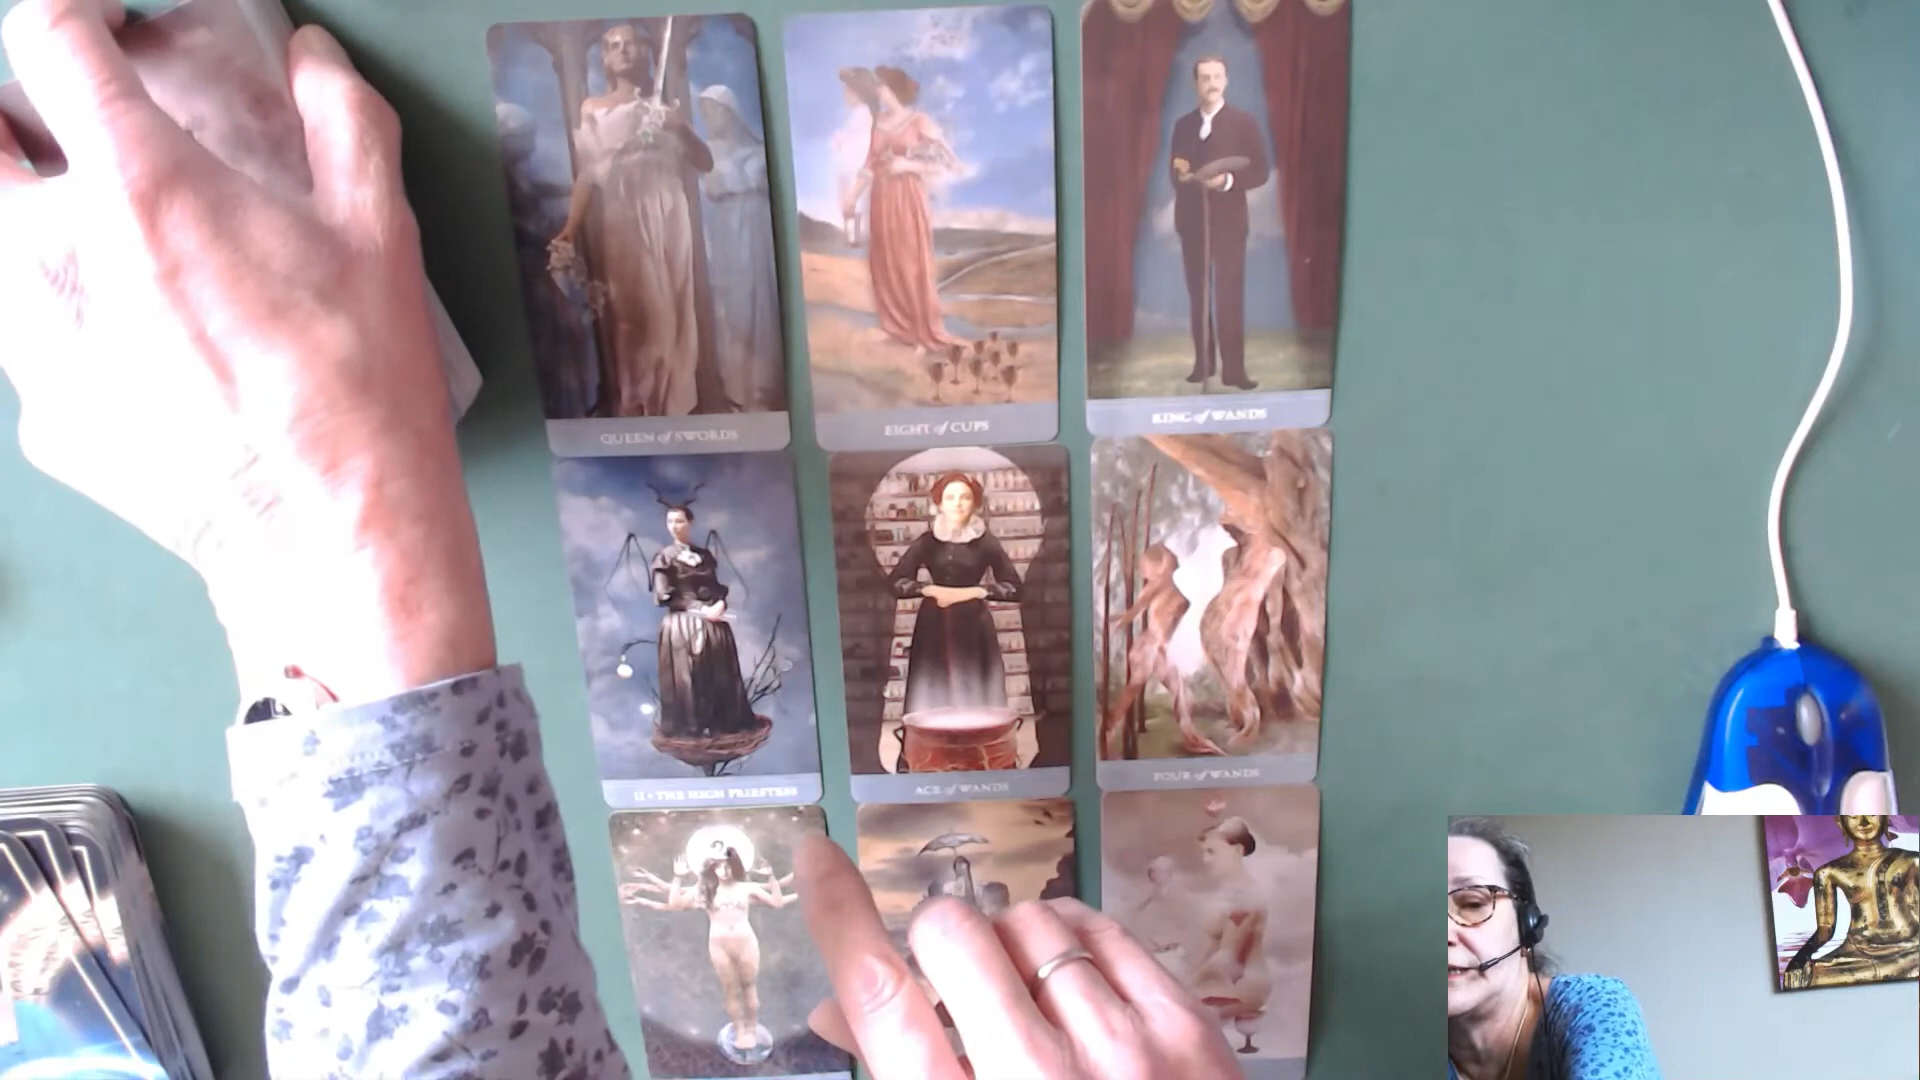 QUEEN of SWORDS
EIGHT of CUPS
KING of WANDS
II • THE HIGH PRIESTESS
ACE of WANDS
FOUR of WANDS